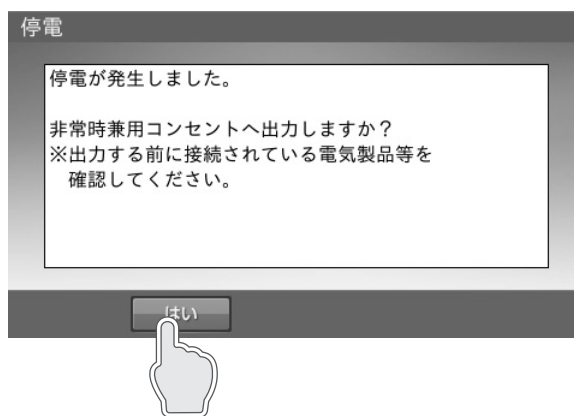 停電
停電が発生しました。
非常時兼用コンセントへ出力しますか?
※出力する前に接続されている電気製品等を
確認してください。
はい